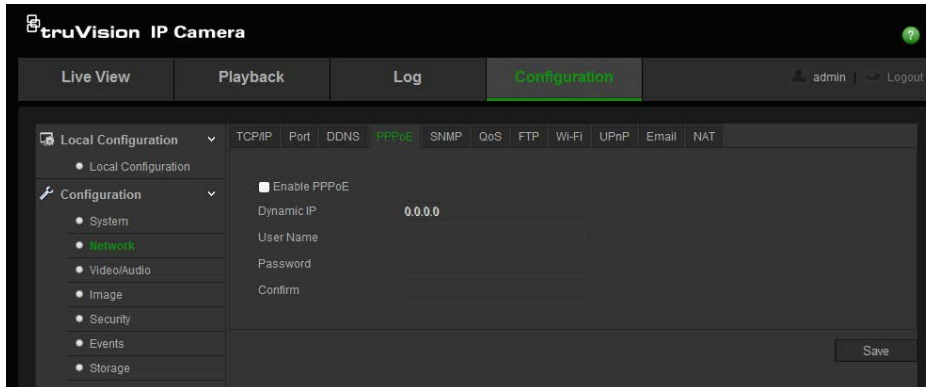 truVision IP Camera
?
Live View
Playback
Log
Configuration
admin | Logout
Local Configuration
Local Configuration
Configuration
System
Network
Video/Audio
Image
Security
Events
Storage
TCP/IP Port DDNS PPPoE SNMP QoS FTP Wi-Fi UPnP Email NAT
Enable PPPoE
Dynamic IP 0.0.0.0
User Name
Password
Confirm
Save